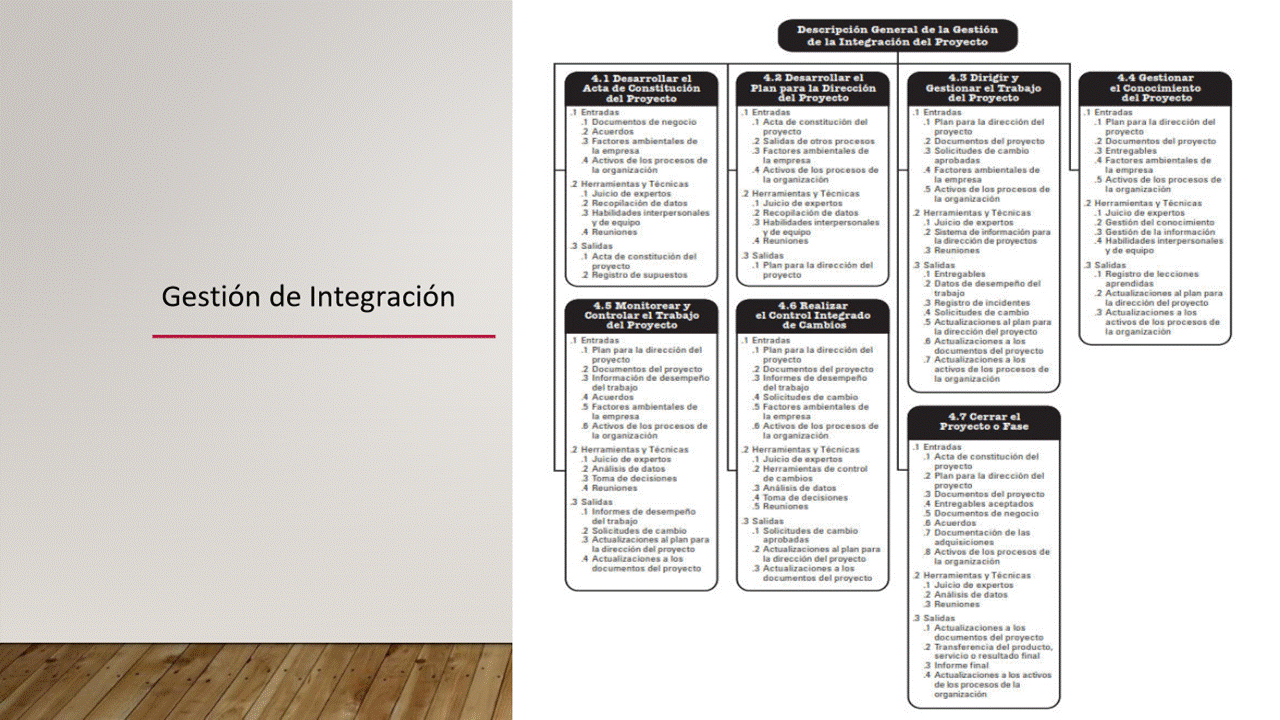 Gestión de Integración
Descripción General de la Gestión
de la Integración del Proyecto
4.1 Desarrollar el
Acta de Constitución
del Proyecto
.1 Entradas
.1 Documentos de negocio
.2 Acuerdos
.3 Factores ambientales de
la empresa
.4 Activos de los procesos de
la organización
.2 Herramientas y Técnicas
.1 Juicio de expertos
.2 Recopilación de datos
.3 Habilidades interpersonales
y de equipo
.4 Reuniones
.3 Salidas
.1 Acta de constitución del
proyecto
.2 Registro de supuestos
4.2 Desarrollar el
Plan para la Dirección
del Proyecto
.1 Entradas
.1 Acta de constitución del
proyecto
.2 Salidas de otros procesos
.3 Factores ambientales de
la empresa
.4 Activos de los procesos de
la organización
.2 Herramientas y Técnicas
.1 Juicio de expertos
.2 Recopilación de datos
.3 Habilidades interpersonales
y de equipo
.4 Reuniones
.3 Salidas
.1 Plan para la dirección del
proyecto
4.3 Dirigir y
Gestionar el Trabajo
del Proyecto
.1 Entradas
.1 Plan para la dirección del
proyecto
.2 Documentos del proyecto
.3 Solicitudes de cambio
aprobadas
.4 Factores ambientales de
la empresa
.5 Activos de los procesos de
la organización
.2 Herramientas y Técnicas
.1 Juicio de expertos
.2 Sistema de información para
la dirección de proyectos
.3 Reuniones
.3 Salidas
.1 Entregables
.2 Datos de desempeño del
trabajo
.3 Registro de incidentes
.4 Solicitudes de cambio
.5 Actualizaciones al plan para
la dirección del proyecto
.6 Actualizaciones a los
documentos del proyecto
.7 Actualizaciones a los
activos de los procesos de
la organización
4.4 Gestionar
el Conocimiento
del Proyecto
.1 Entradas
.1 Plan para la dirección del
proyecto
.2 Documentos del proyecto
.3 Entregables
.4 Factores ambientales de
la empresa
.5 Activos de los procesos de
la organización
.2 Herramientas y Técnicas
.1 Juicio de expertos
.2 Gestión del conocimiento
.3 Gestión de la información
.4 Habilidades interpersonales
y de equipo
.3 Salidas
.1 Registro de lecciones
aprendidas
.2 Actualizaciones al plan para
la dirección del proyecto
.3 Actualizaciones a los
activos de los procesos de
la organización
4.5 Monitorear y
Controlar el Trabajo
del Proyecto
.1 Entradas
.1 Plan para la dirección del
proyecto
.2 Documentos del proyecto
.3 Información de desempeño
del trabajo
.4 Acuerdos
.5 Factores ambientales de
la empresa
.6 Activos de los procesos de
la organización
.2 Herramientas y Técnicas
.1 Juicio de expertos
.2 Análisis de datos
.3 Toma de decisiones
.4 Reuniones
.3 Salidas
.1 Informes de desempeño
del trabajo
.2 Solicitudes de cambio
.3 Actualizaciones al plan para
la dirección del proyecto
.4 Actualizaciones a los
documentos del proyecto
4.6 Realizar
el Control Integrado
de Cambios
.1 Entradas
.1 Plan para la dirección del
proyecto
.2 Documentos del proyecto
.3 Informes de desempeño
del trabajo
.4 Solicitudes de cambio
.5 Factores ambientales de
la empresa
.6 Activos de los procesos de
la organización
.2 Herramientas y Técnicas
.1 Juicio de expertos
.2 Herramientas de control
de cambios
.3 Análisis de datos
.4 Toma de decisiones
.5 Reuniones
.3 Salidas
.1 Solicitudes de cambio
aprobadas
.2 Actualizaciones al plan para
la dirección del proyecto
.3 Actualizaciones a los
documentos del proyecto
4.7 Cerrar el
Proyecto o Fase
.1 Entradas
.1 Acta de constitución del
proyecto
.2 Plan para la dirección del
proyecto
.3 Documentos del proyecto
.4 Entregables aceptados
.5 Documentos de negocio
.6 Acuerdos
.7 Documentación de las
adquisiciones
.8 Activos de los procesos de
la organización
.2 Herramientas y Técnicas
.1 Juicio de expertos
.2 Análisis de datos
.3 Reuniones
.3 Salidas
.1 Actualizaciones a los
documentos del proyecto
.2 Transferencia del producto,
servicio o resultado final
.3 Informe final
.4 Actualizaciones a los activos
de los procesos de la
organización